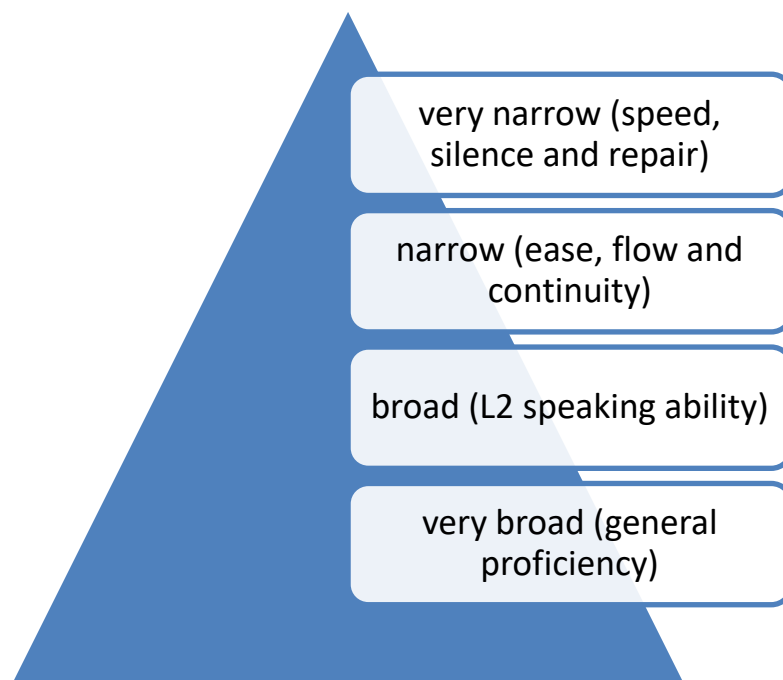 very narrow (speed,
silence and repair)
narrow (ease, flow and
continuity)
broad (L2 speaking ability)
very broad (general
proficiency)